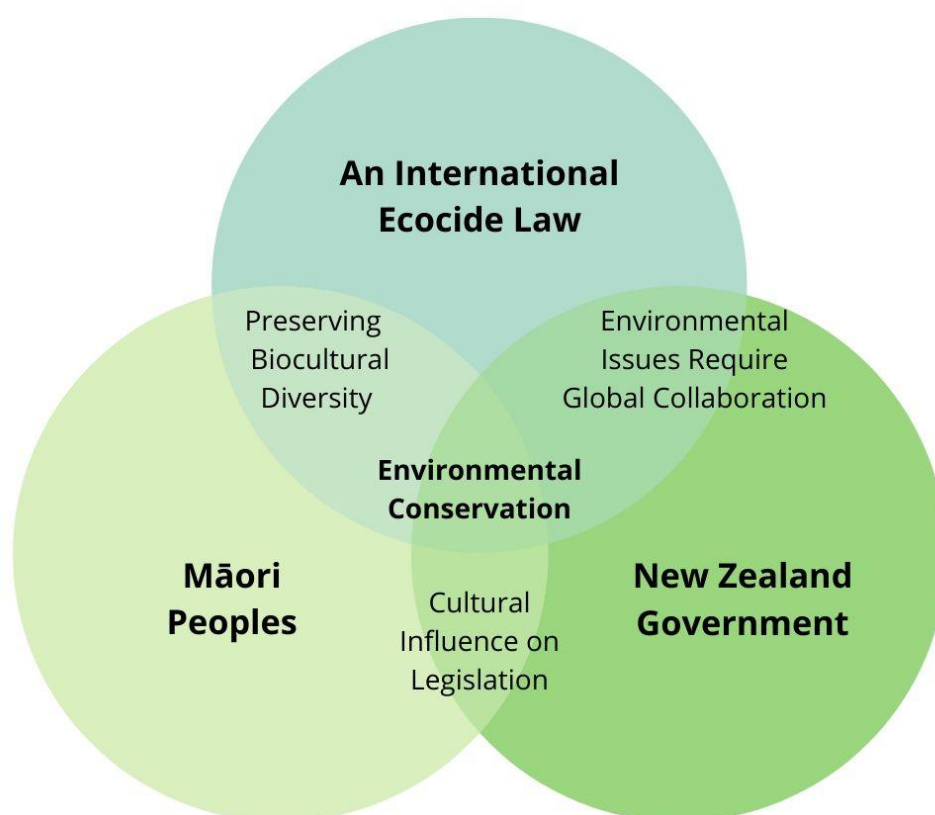 An International
Ecocide Law
Preserving
Biocultural
Diversity
Environmental
Issues Require
Global Collaboration
Environmental
Conservation
Māori
Peoples
Cultural
Influence on
Legislation
New Zealand
Government